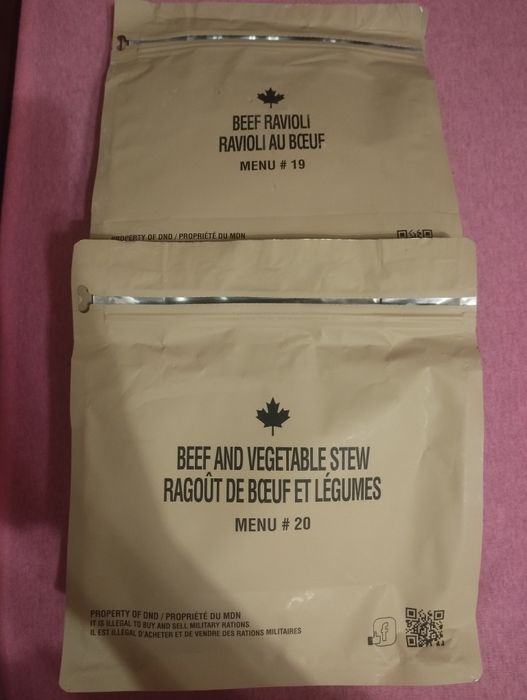 BEEF RAVIOLI
RAVIOLI AU BŒUF
MENU # 19
PROPERTY OF DND / PROPRIÉTÉ DU MDN
BEEF AND VEGETABLE STEW
RAGOÛT DE BŒUF ET LÉGUMES
MENU # 20
PROPERTY OF DND / PROPRIÉTÉ DU MDN
IT IS ILLEGAL TO BUY AND SELL MILITARY RATIONS
IL EST ILLÉGAL D'ACHETER ET DE VENDRE DES RATIONS MILITAIRES
f